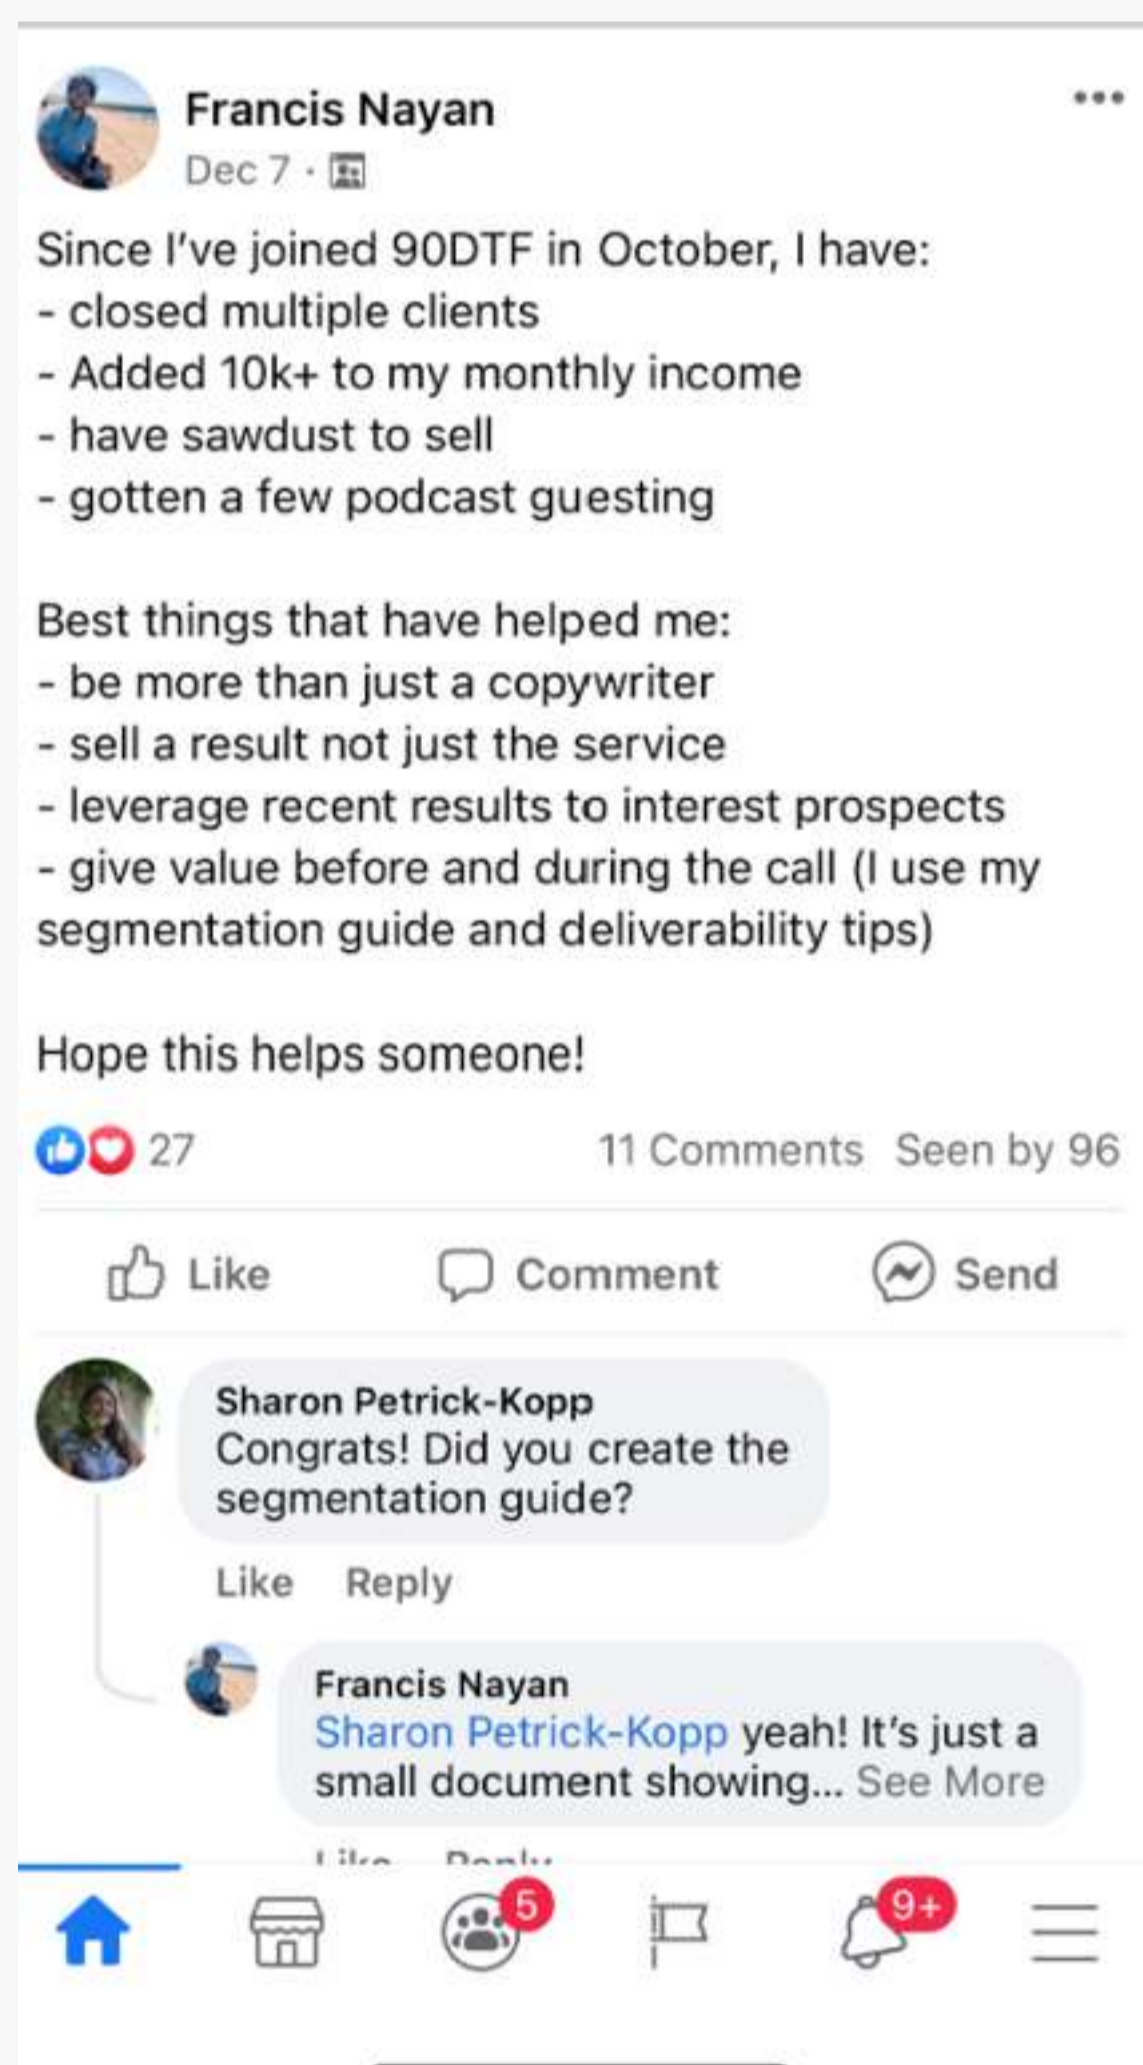 Francis Nayan
Dec 7 ·
Since I've joined 90DTF in October, I have:
- closed multiple clients
- Added 10k+ to my monthly income
- have sawdust to sell
- gotten a few podcast guesting
Best things that have helped me:
- be more than just a copywriter
- sell a result not just the service
- leverage recent results to interest prospects
- give value before and during the call (I use my
segmentation guide and deliverability tips)
Hope this helps someone!
27 11 Comments Seen by 96
Like Comment Send
Sharon Petrick-Kopp
Congrats! Did you create the
segmentation guide?
Like Reply
Francis Nayan
Sharon Petrick-Kopp yeah! It's just a
small document showing... See More
Like Reply
5 9+